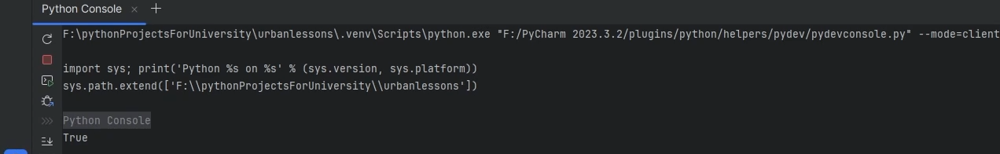 Python Console
F:\pythonProjectsForUniversity\urbanlessons\.venv\Scripts\python.exe "F:/PyCharm 2023.3.2/plugins/python/helpers/pydev/pydevconsole.py" --mode=client
import sys; print('Python %s on %s' % (sys.version, sys.platform))
sys.path.extend(['F:\\pythonProjectsForUniversity\\urbanlessons'])
Python Console
True